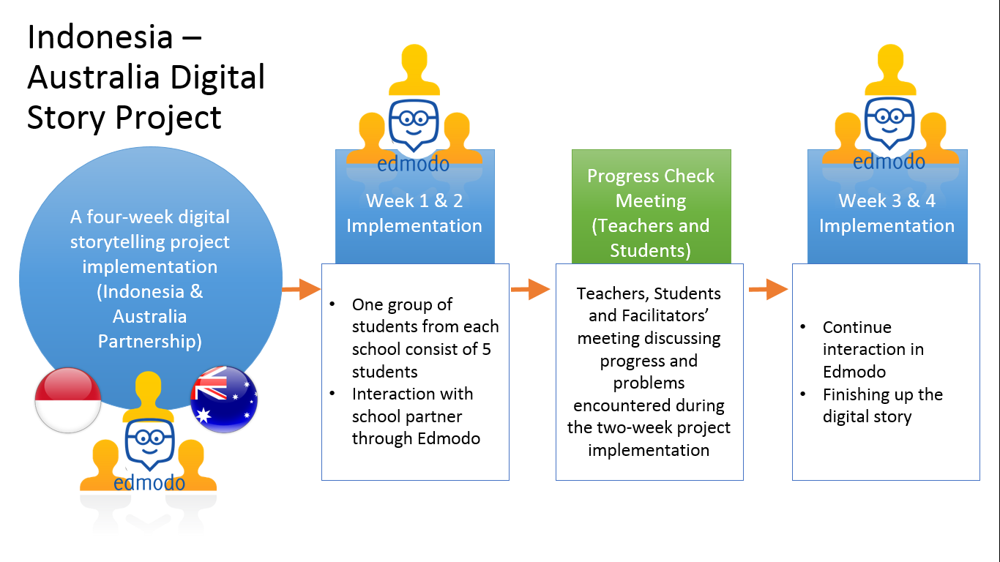 Indonesia –
Australia Digital
Story Project
A four-week digital
storytelling project
implementation
(Indonesia &
Australia
Partnership)
edmodo
edmodo
Week 1 & 2
Implementation
• One group of
students from each
school consist of 5
students
• Interaction with
school partner
through Edmodo
Progress Check
Meeting
(Teachers and
Students)
Teachers, Students
and Facilitators’
meeting discussing
progress and
problems
encountered during
the two-week project
implementation
edmodo
Week 3 & 4
Implementation
• Continue
interaction in
Edmodo
• Finishing up the
digital story